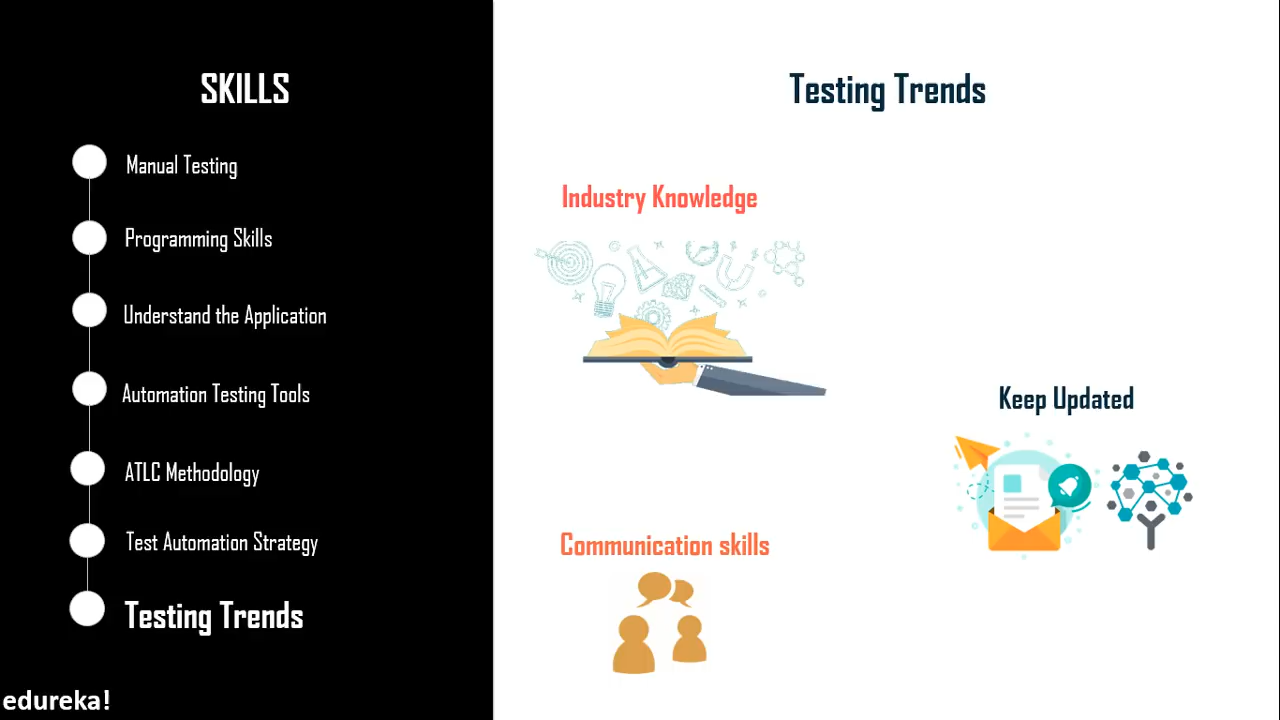 SKILLS
Manual Testing
Programming Skills
Understand the Application
Automation Testing Tools
ATLC Methodology
Test Automation Strategy
Testing Trends
edureka!
Testing Trends
Industry Knowledge
Keep Updated
Communication skills